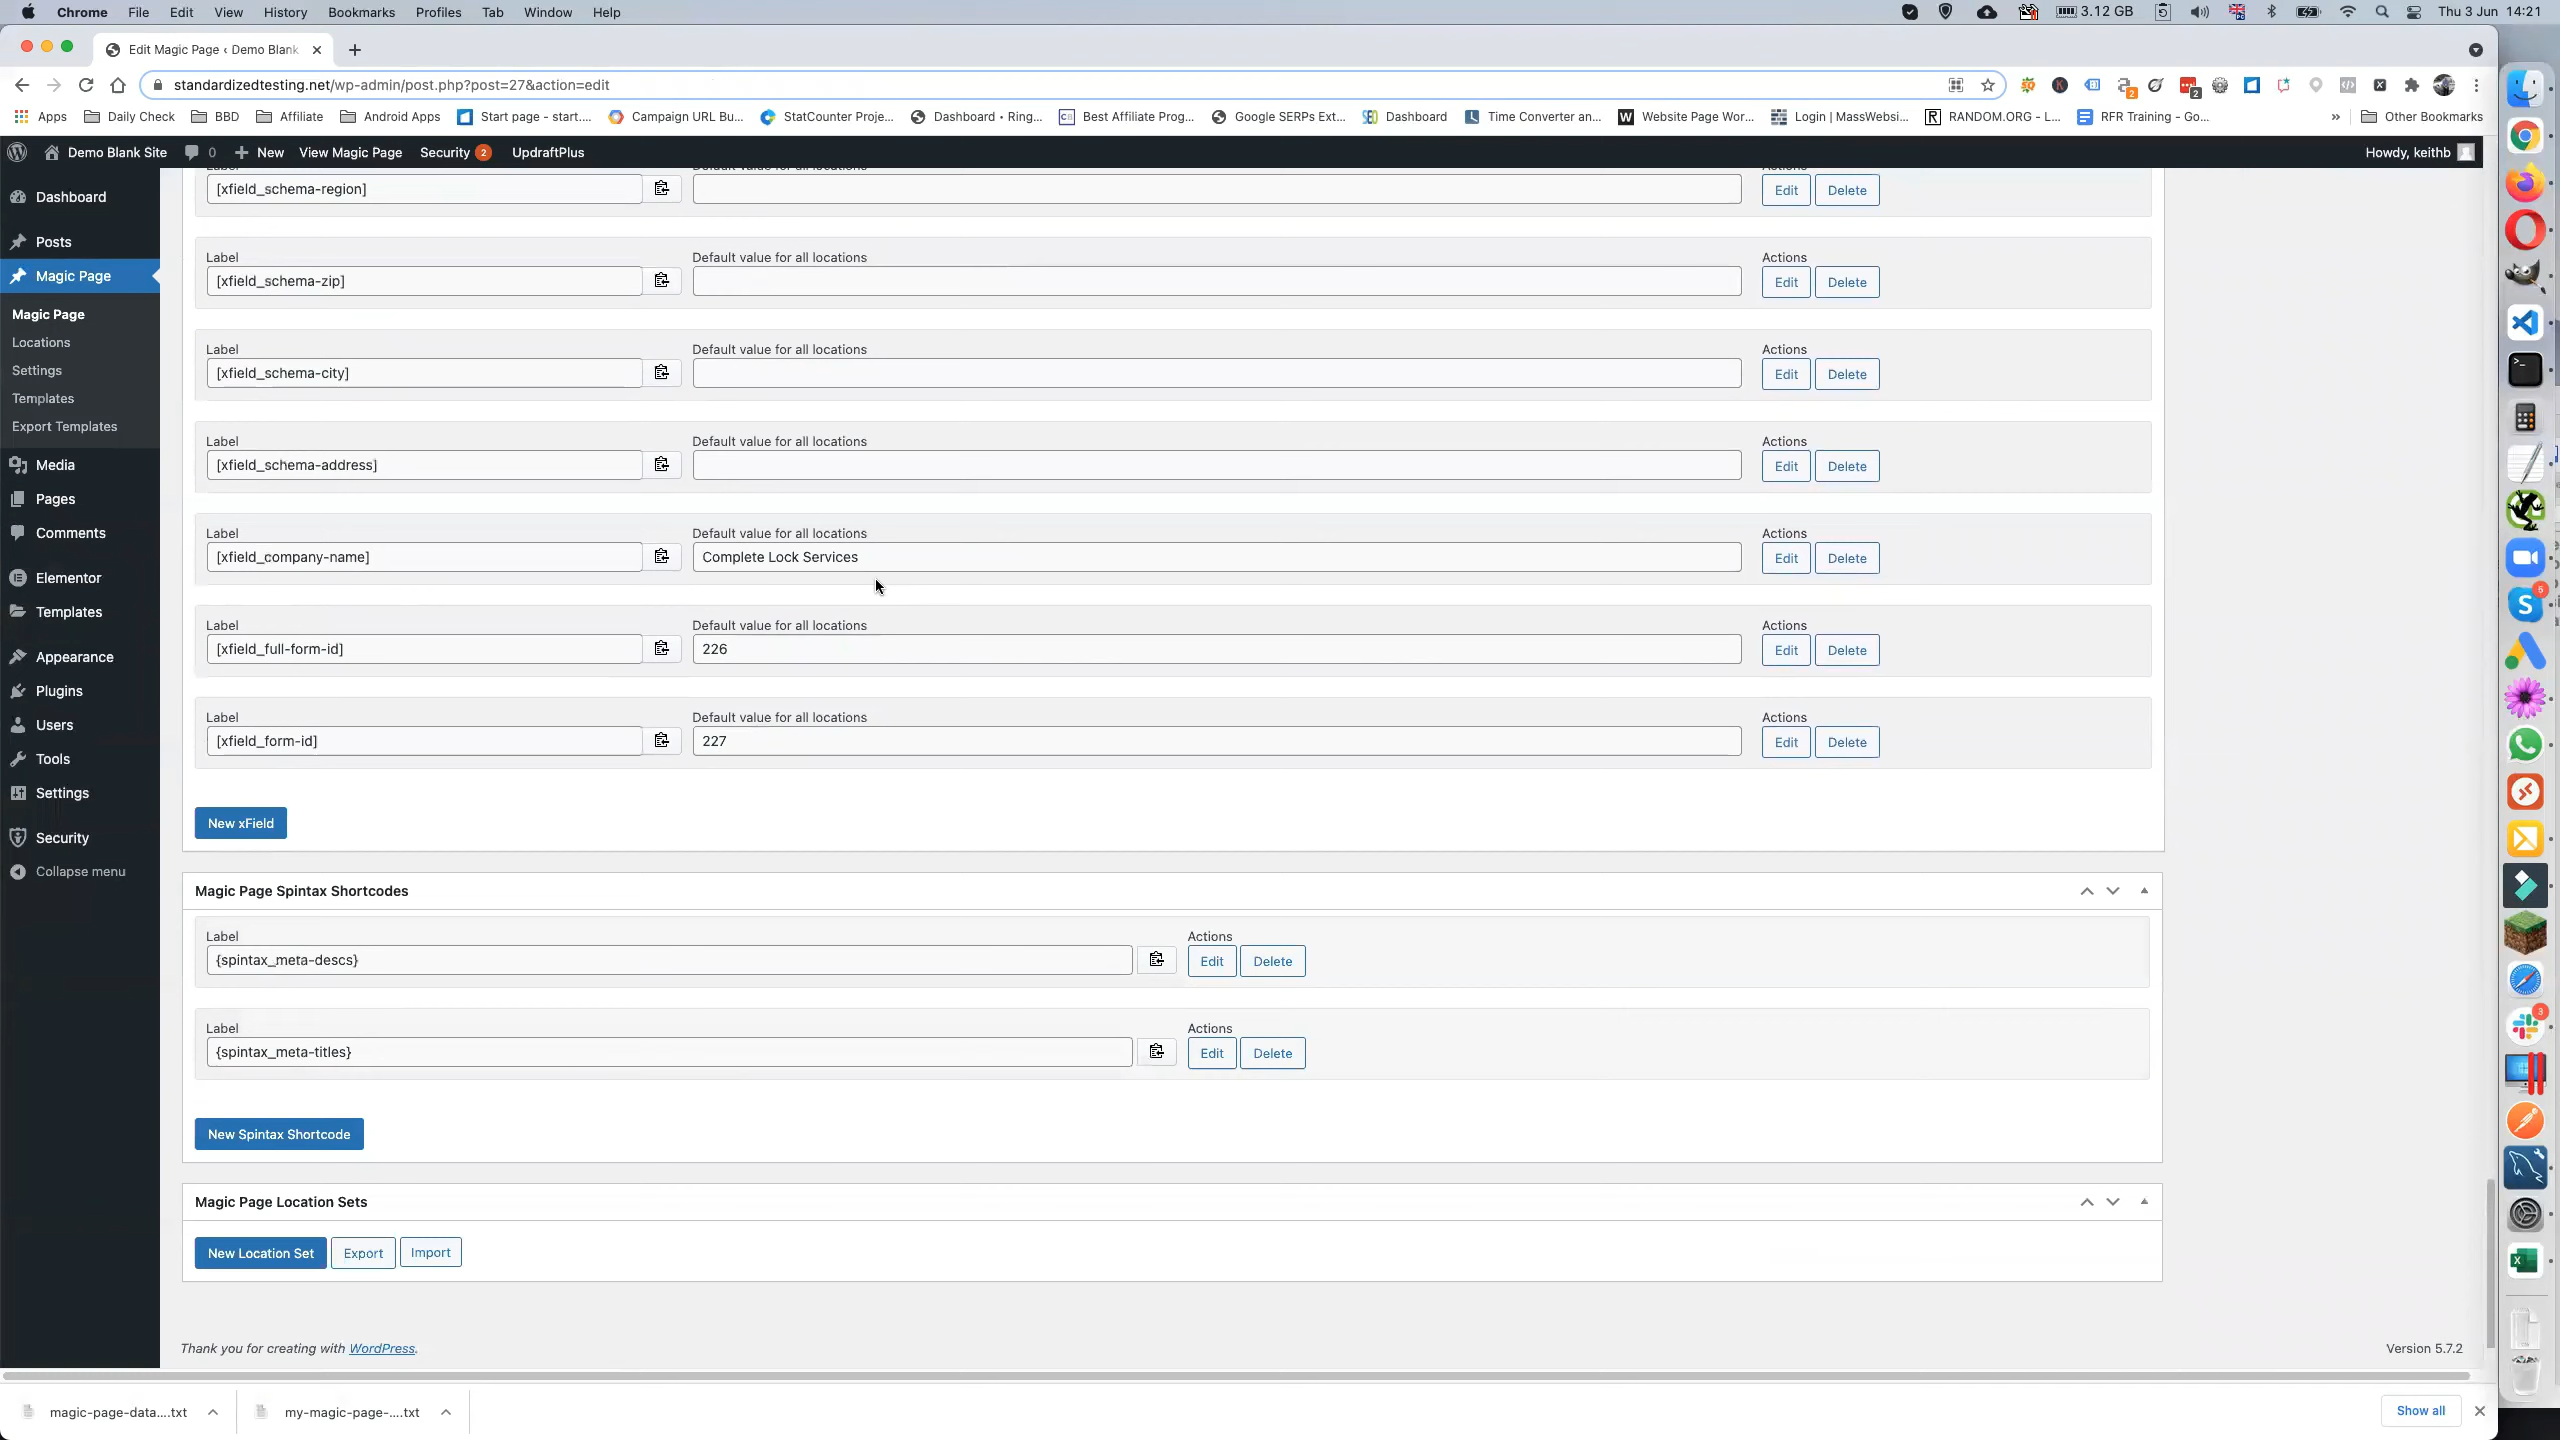 Chrome File Edit View History Bookmarks Profiles Tab Window Help 3.12 GB Thu 3 Jun 14:21
Edit Magic Page ‹ Demo Blank
standardizedtesting.net/wp-admin/post.php?post=27&action=edit
2 2
Apps Daily Check BBD Affiliate Android Apps Start page - start.... Campaign URL Bu... StatCounter Proje... Dashboard • Ring... Best Affiliate Prog... Google SERPs Ext... Dashboard Time Converter an... Website Page Wor... Login | MassWebsi... RANDOM.ORG - L... RFR Training - Go... » Other Bookmarks
Demo Blank Site 0 New View Magic Page Security 2 UpdraftPlus Howdy, keithb
Dashboard
Posts
Magic Page
Magic Page
Locations
Settings
Templates
Export Templates
Media
Pages
Comments
Elementor
Templates
Appearance
Plugins
Users
Tools
Settings
Security
Collapse menu
Label Default value for all locations Actions
[xfield_schema-region] Edit Delete
Label Default value for all locations Actions
[xfield_schema-zip] Edit Delete
Label Default value for all locations Actions
[xfield_schema-city] Edit Delete
Label Default value for all locations Actions
[xfield_schema-address] Edit Delete
Label Default value for all locations Actions
[xfield_company-name] Complete Lock Services Edit Delete
Label Default value for all locations Actions
[xfield_full-form-id] 226 Edit Delete
Label Default value for all locations Actions
[xfield_form-id] 227 Edit Delete
New xField
Magic Page Spintax Shortcodes
Label Actions
{spintax_meta-descs} Edit Delete
Label Actions
{spintax_meta-titles} Edit Delete
New Spintax Shortcode
Magic Page Location Sets
New Location Set Export Import
Thank you for creating with WordPress. Version 5.7.2
magic-page-data....txt my-magic-page-....txt Show all
5
3